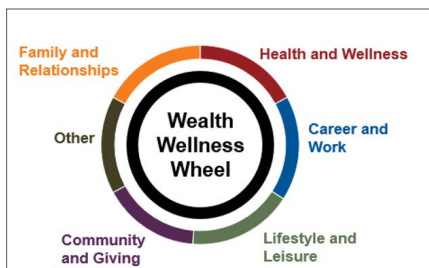 Family and
Relationships
Health and Wellness
Wealth
Wellness
Wheel
Other
Career and
Work
Community
and Giving
Lifestyle and
Leisure